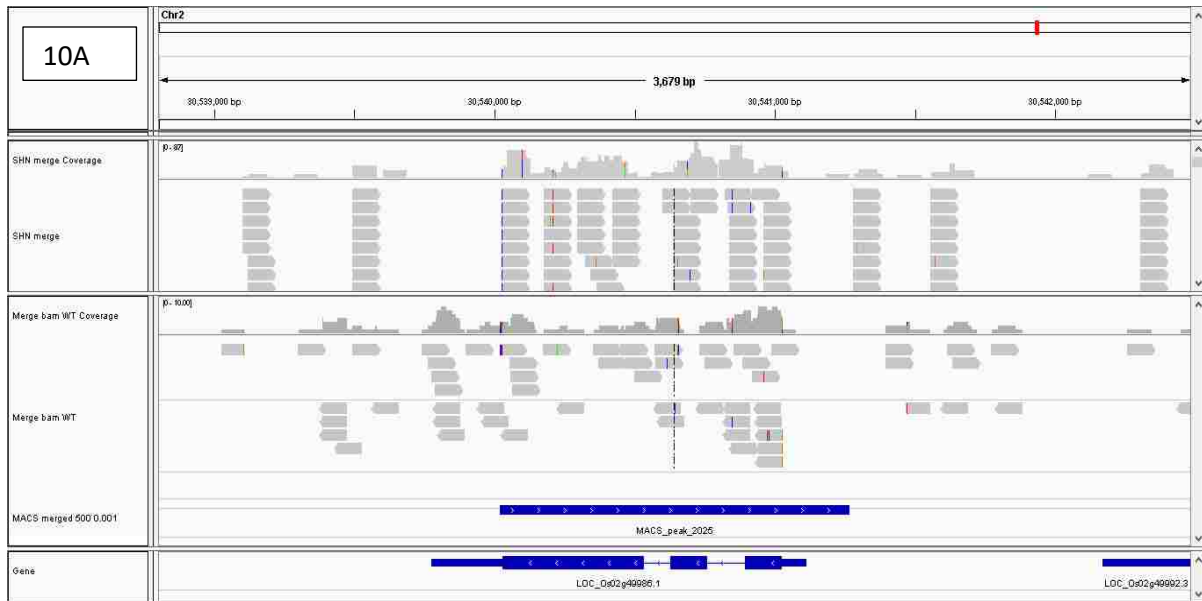 10A
Chr2
3,679 bp
30,539,000 bp 30,540,000 bp 30,541,000 bp 30,542,000 bp
SHN merge Coverage
[0 - 87]
SHN merge
Merge bam WT Coverage
[0 - 10.00]
Merge bam WT
MACS merged 500 0.001
MACS_peak_2025
Gene
LOC_Os02g49986.1 LOC_Os02g49992.3